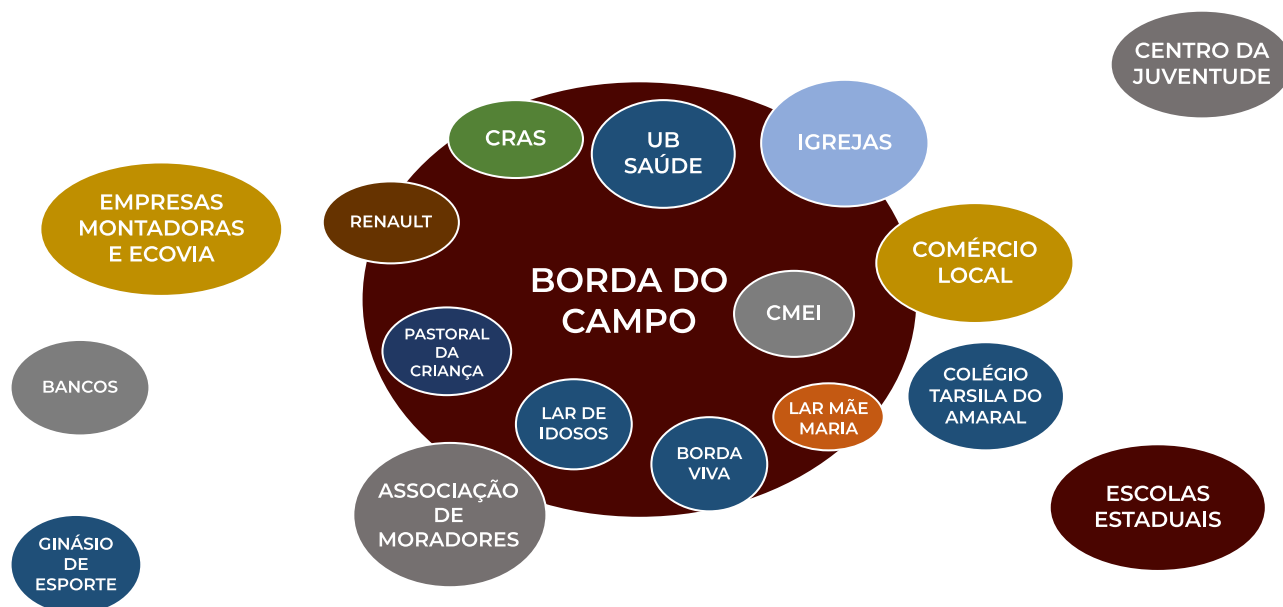 CENTRO DA
JUVENTUDE
CRAS
UB
SAÚDE
IGREJAS
EMPRESAS
MONTADORAS
E ECOVIA
RENAULT
COMÉRCIO
LOCAL
BORDA DO
CAMPO
CMEI
PASTORAL
DA
CRIANÇA
BANCOS
COLÉGIO
TARSILA DO
AMARAL
LAR DE
IDOSOS
LAR MÃE
MARIA
BORDA
VIVA
ASSOCIAÇÃO
DE
MORADORES
ESCOLAS
ESTADUAIS
GINÁSIO
DE
ESPORTE